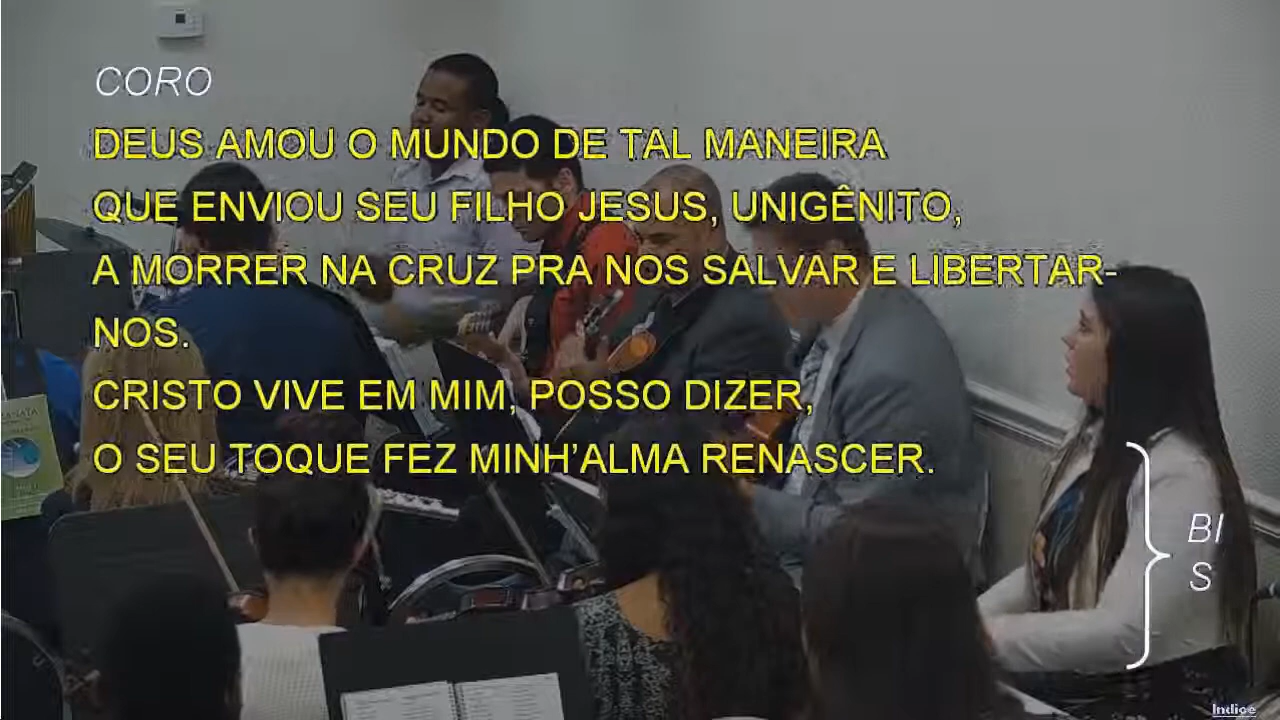 CORO
DEUS AMOU O MUNDO DE TAL MANEIRA
QUE ENVIOU SEU FILHO JESUS, UNIGÊNITO,
A MORRER NA CRUZ PRA NOS SALVAR E LIBERTAR-
NOS.
CRISTO VIVE EM MIM, POSSO DIZER,
O SEU TOQUE FEZ MINH’ALMA RENASCER.
BI
S
Indice